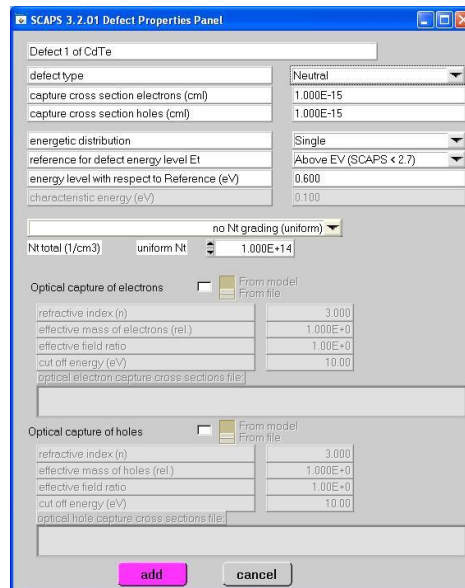 SCAPS 3.2.01 Defect Properties Panel
Defect 1 of CdTe
defect type Neutral
capture cross section electrons (cml) 1.000E-15
capture cross section holes (cml) 1.000E-15
energetic distribution Single
reference for defect energy level Et Above EV (SCAPS < 2.7)
energy level with respect to Reference (eV) 0.600
characteristic energy (eV) 0.100
no Nt grading (uniform)
Nt total (1/cm3) uniform Nt 1.000E+14
Optical capture of electrons From model
From file
refractive index (n) 3.000
effective mass of electrons (rel.) 1.000E+0
effective field ratio 1.00E+0
cut off energy (eV) 10.00
optical electron capture cross sections file:
Optical capture of holes From model
From file
refractive index (n) 3.000
effective mass of holes (rel.) 1.000E+0
effective field ratio 1.00E+0
cut off energy (eV) 10.00
optical hole capture cross sections file:
add cancel